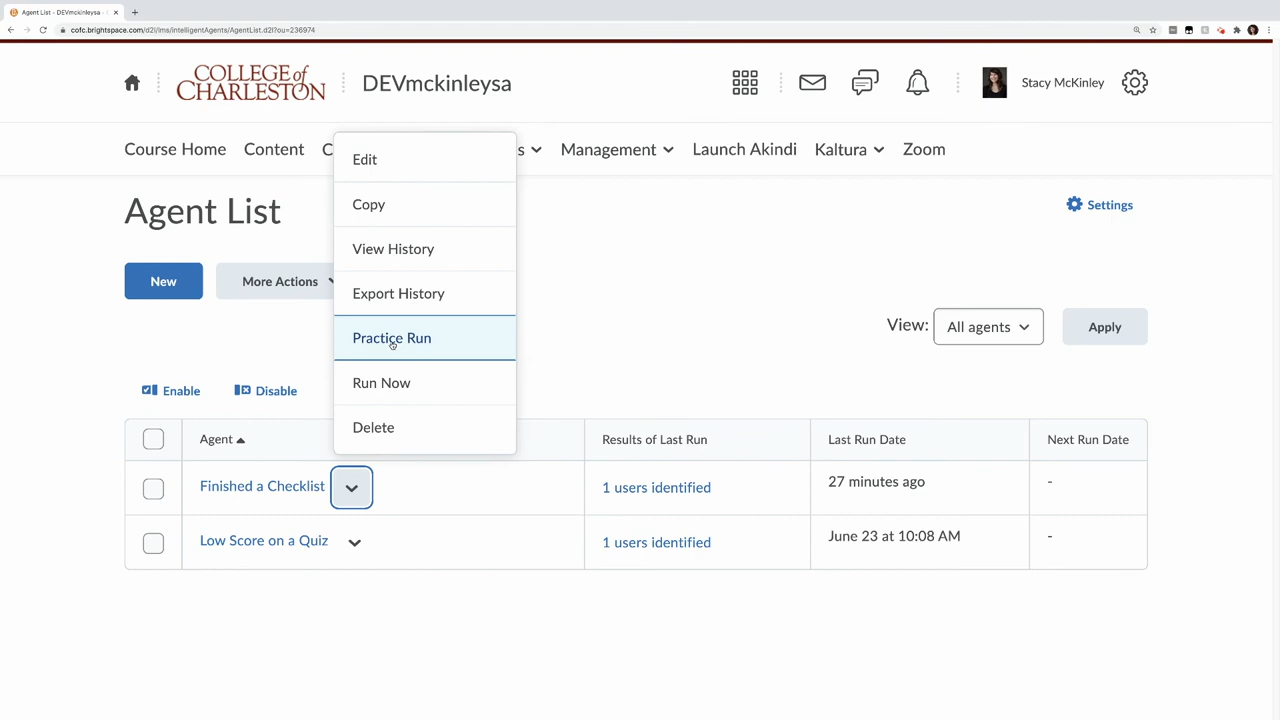 Agent List - DEVmckinleysa -
cofc.brightspace.com/d2l/lms/intelligentAgents/AgentList.d2l?ou=236974
COLLEGE of CHARLESTON
DEVmckinleysa
Stacy McKinley
Course Home
Content
C
s
Management
Launch Akindi
Kaltura
Zoom
Edit
Copy
View History
Export History
Practice Run
Run Now
Delete
Agent List
Settings
New
More Actions
View:
All agents
Apply
Enable
Disable
Agent
Results of Last Run
Last Run Date
Next Run Date
Finished a Checklist
1 users identified
27 minutes ago
-
Low Score on a Quiz
1 users identified
June 23 at 10:08 AM
-